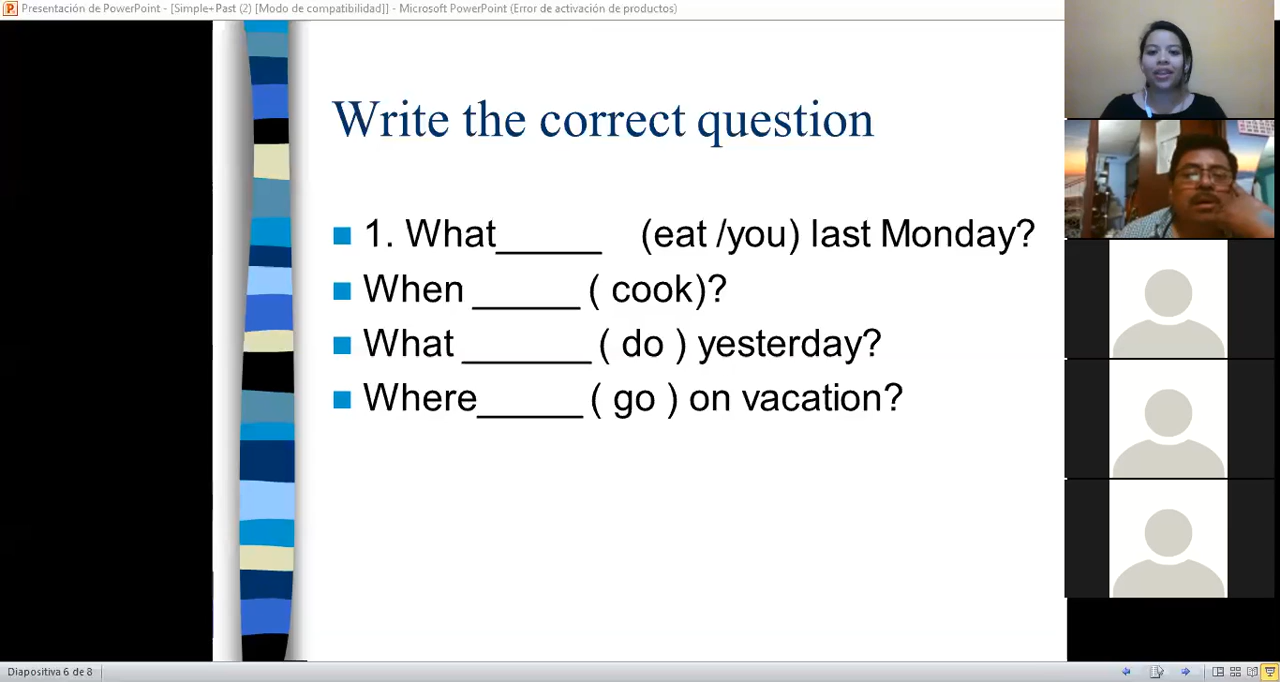 Presentación de PowerPoint - [Simple+Past (2) [Modo de compatibilidad]] - Microsoft PowerPoint (Error de activación de productos)
Write the correct question
1. What_____ (eat /you) last Monday?
When _____ ( cook)?
What ______ ( do ) yesterday?
Where_____ ( go ) on vacation?
Diapositiva 6 de 8